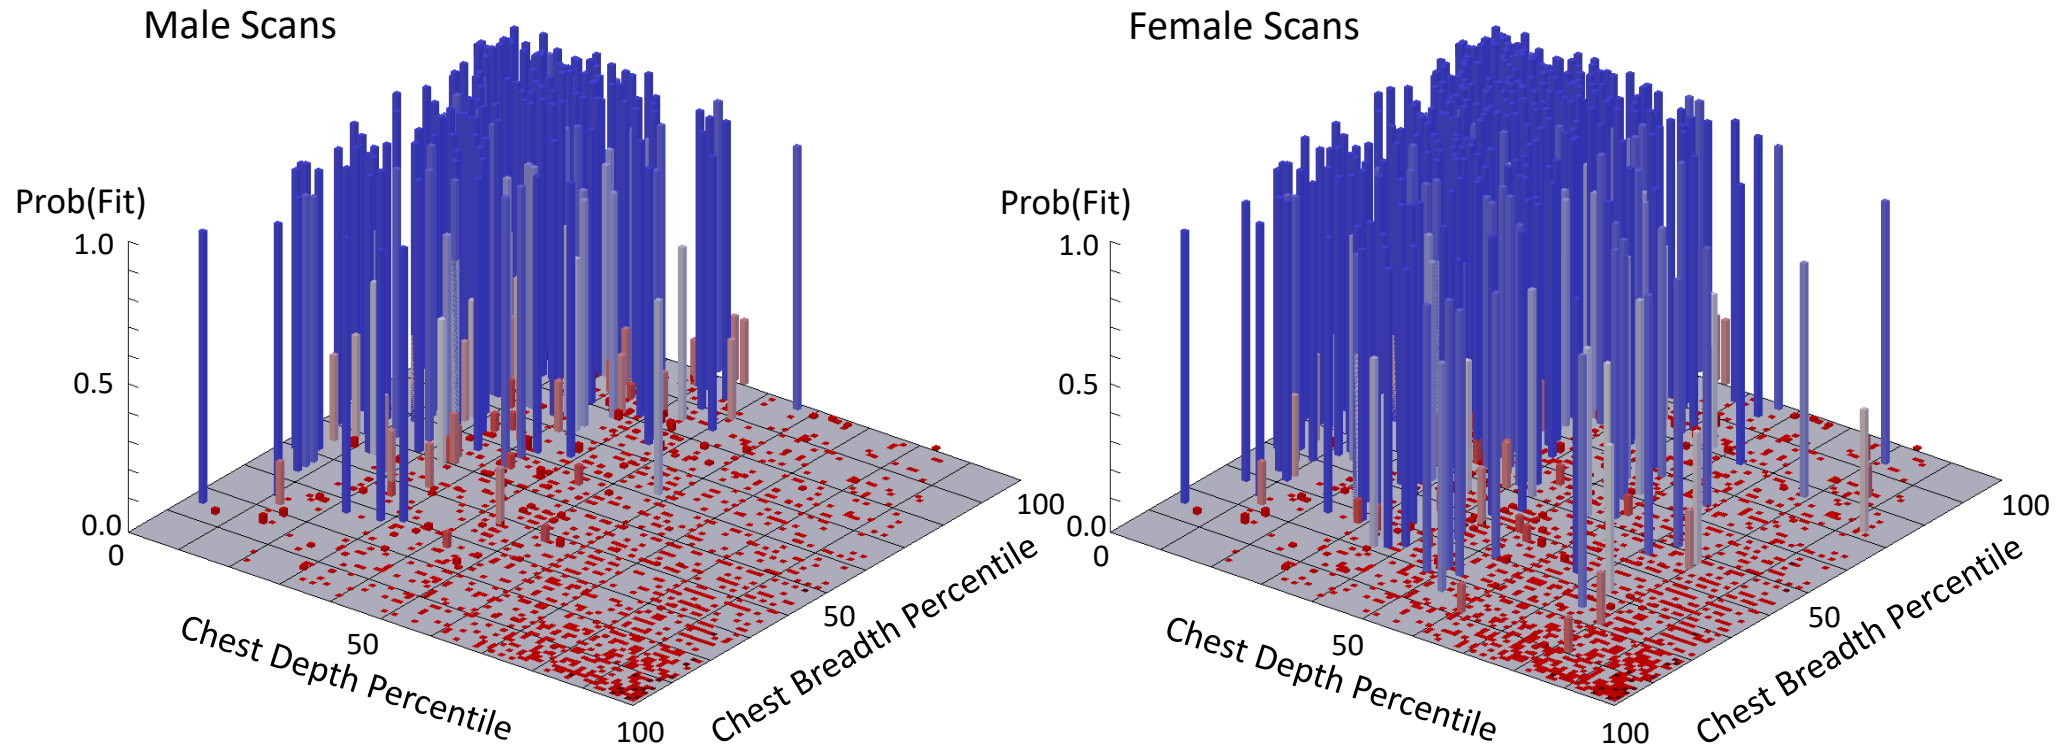 Male Scans
Prob(Fit)
1.0
0.5
0.0
0
50
100
Chest Depth Percentile
50
100
Chest Breadth Percentile
Female Scans
Prob(Fit)
1.0
0.5
0.0
0
50
100
Chest Depth Percentile
50
100
Chest Breadth Percentile